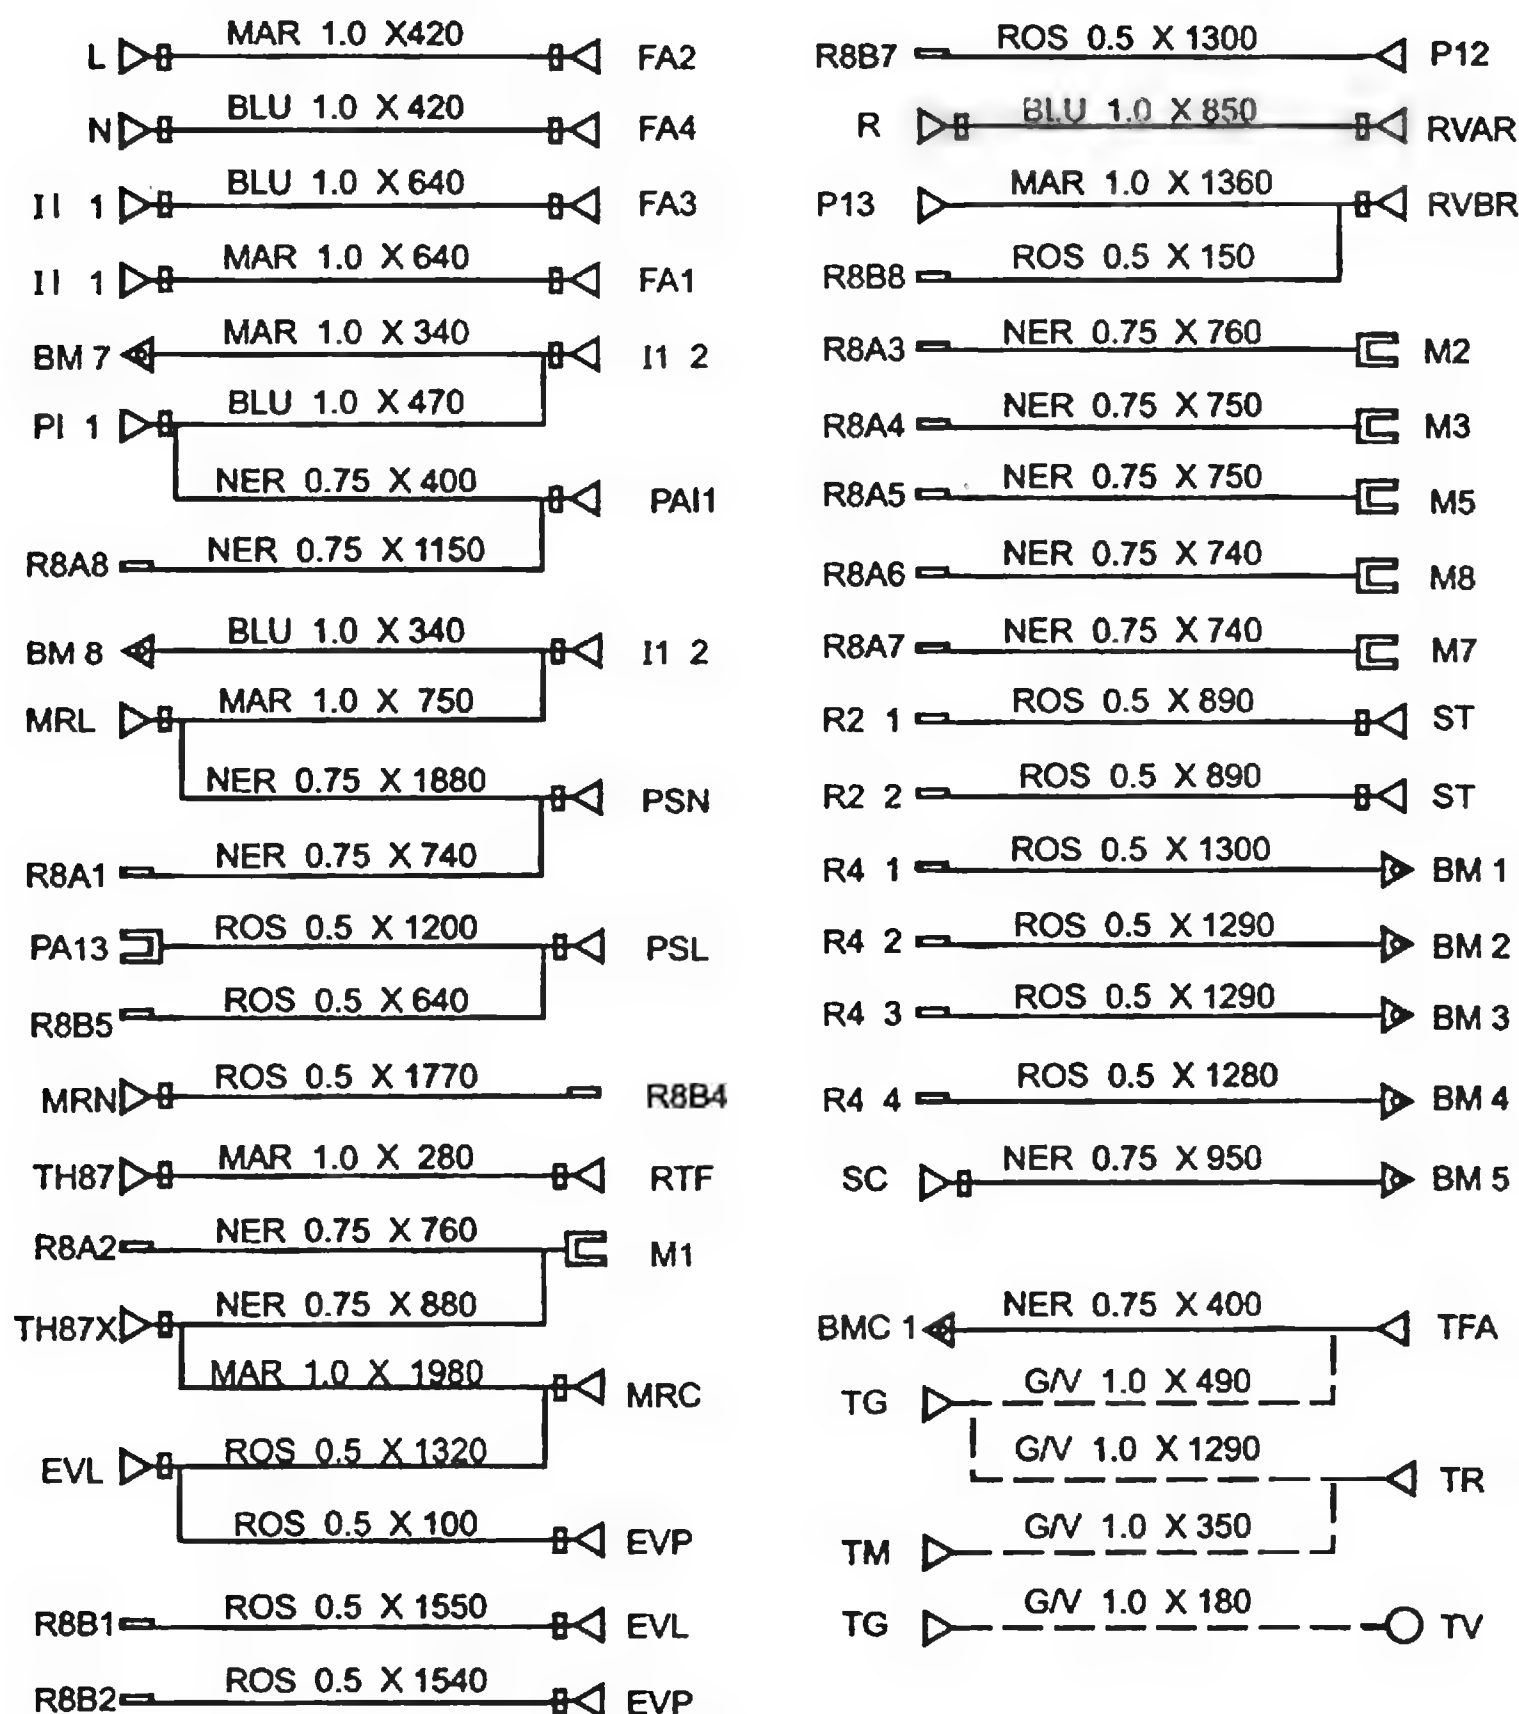 L MAR 1.0 X420 FA2
N BLU 1.0 X 420 FA4
II 1 BLU 1.0 X 640 FA3
II 1 MAR 1.0 X 640 FA1
BM 7 MAR 1.0 X 340 I1 2
PI 1 BLU 1.0 X 470
NER 0.75 X 400 PAI1
R8A8 NER 0.75 X 1150
BM 8 BLU 1.0 X 340 I1 2
MRL MAR 1.0 X 750
NER 0.75 X 1880 PSN
R8A1 NER 0.75 X 740
PA13 ROS 0.5 X 1200 PSL
R8B5 ROS 0.5 X 640
MRN ROS 0.5 X 1770 R8B4
TH87 MAR 1.0 X 280 RTF
R8A2 NER 0.75 X 760 M1
TH87X NER 0.75 X 880
MAR 1.0 X 1980 MRC
EVL ROS 0.5 X 1320
ROS 0.5 X 100 EVP
R8B1 ROS 0.5 X 1550 EVL
R8B2 ROS 0.5 X 1540 EVP
R8B7 ROS 0.5 X 1300 P12
R BLU 1.0 X 850 RVAR
P13 MAR 1.0 X 1360 RVBR
R8B8 ROS 0.5 X 150
R8A3 NER 0.75 X 760 M2
R8A4 NER 0.75 X 750 M3
R8A5 NER 0.75 X 750 M5
R8A6 NER 0.75 X 740 M8
R8A7 NER 0.75 X 740 M7
R2 1 ROS 0.5 X 890 ST
R2 2 ROS 0.5 X 890 ST
R4 1 ROS 0.5 X 1300 BM 1
R4 2 ROS 0.5 X 1290 BM 2
R4 3 ROS 0.5 X 1290 BM 3
R4 4 ROS 0.5 X 1280 BM 4
SC NER 0.75 X 950 BM 5
BMC 1 NER 0.75 X 400 TFA
TG G/V 1.0 X 490
G/V 1.0 X 1290 TR
TM G/V 1.0 X 350
TG G/V 1.0 X 180 TV